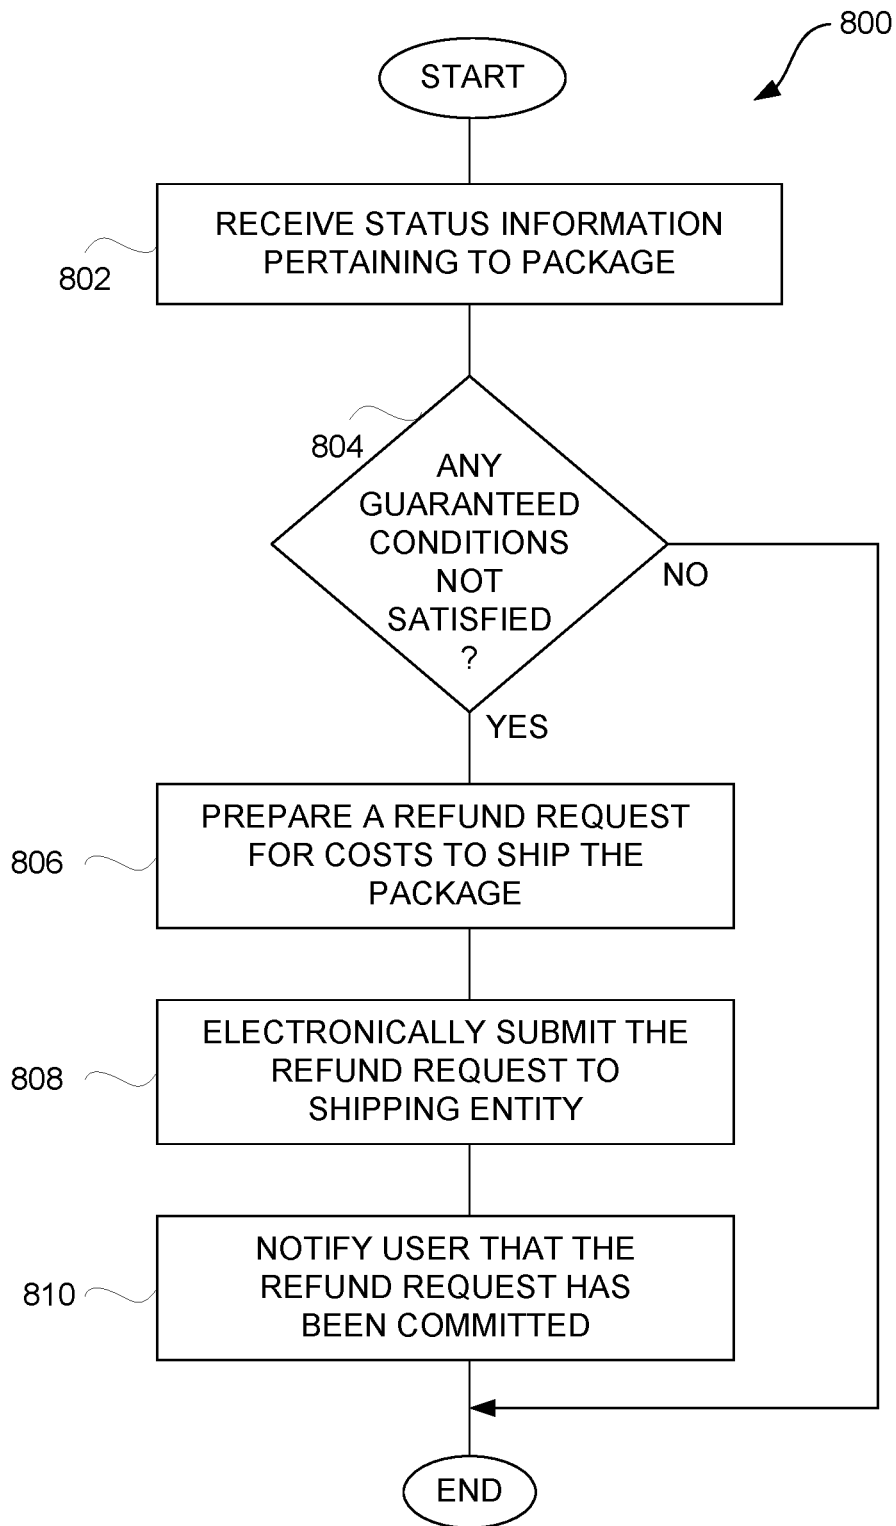 800
START
RECEIVE STATUS INFORMATION
PERTAINING TO PACKAGE
802
804
ANY
GUARANTEED
CONDITIONS
NOT
SATISFIED
?
NO
YES
PREPARE A REFUND REQUEST
FOR COSTS TO SHIP THE
PACKAGE
806
ELECTRONICALLY SUBMIT THE
REFUND REQUEST TO
SHIPPING ENTITY
808
NOTIFY USER THAT THE
REFUND REQUEST HAS
BEEN COMMITTED
810
END